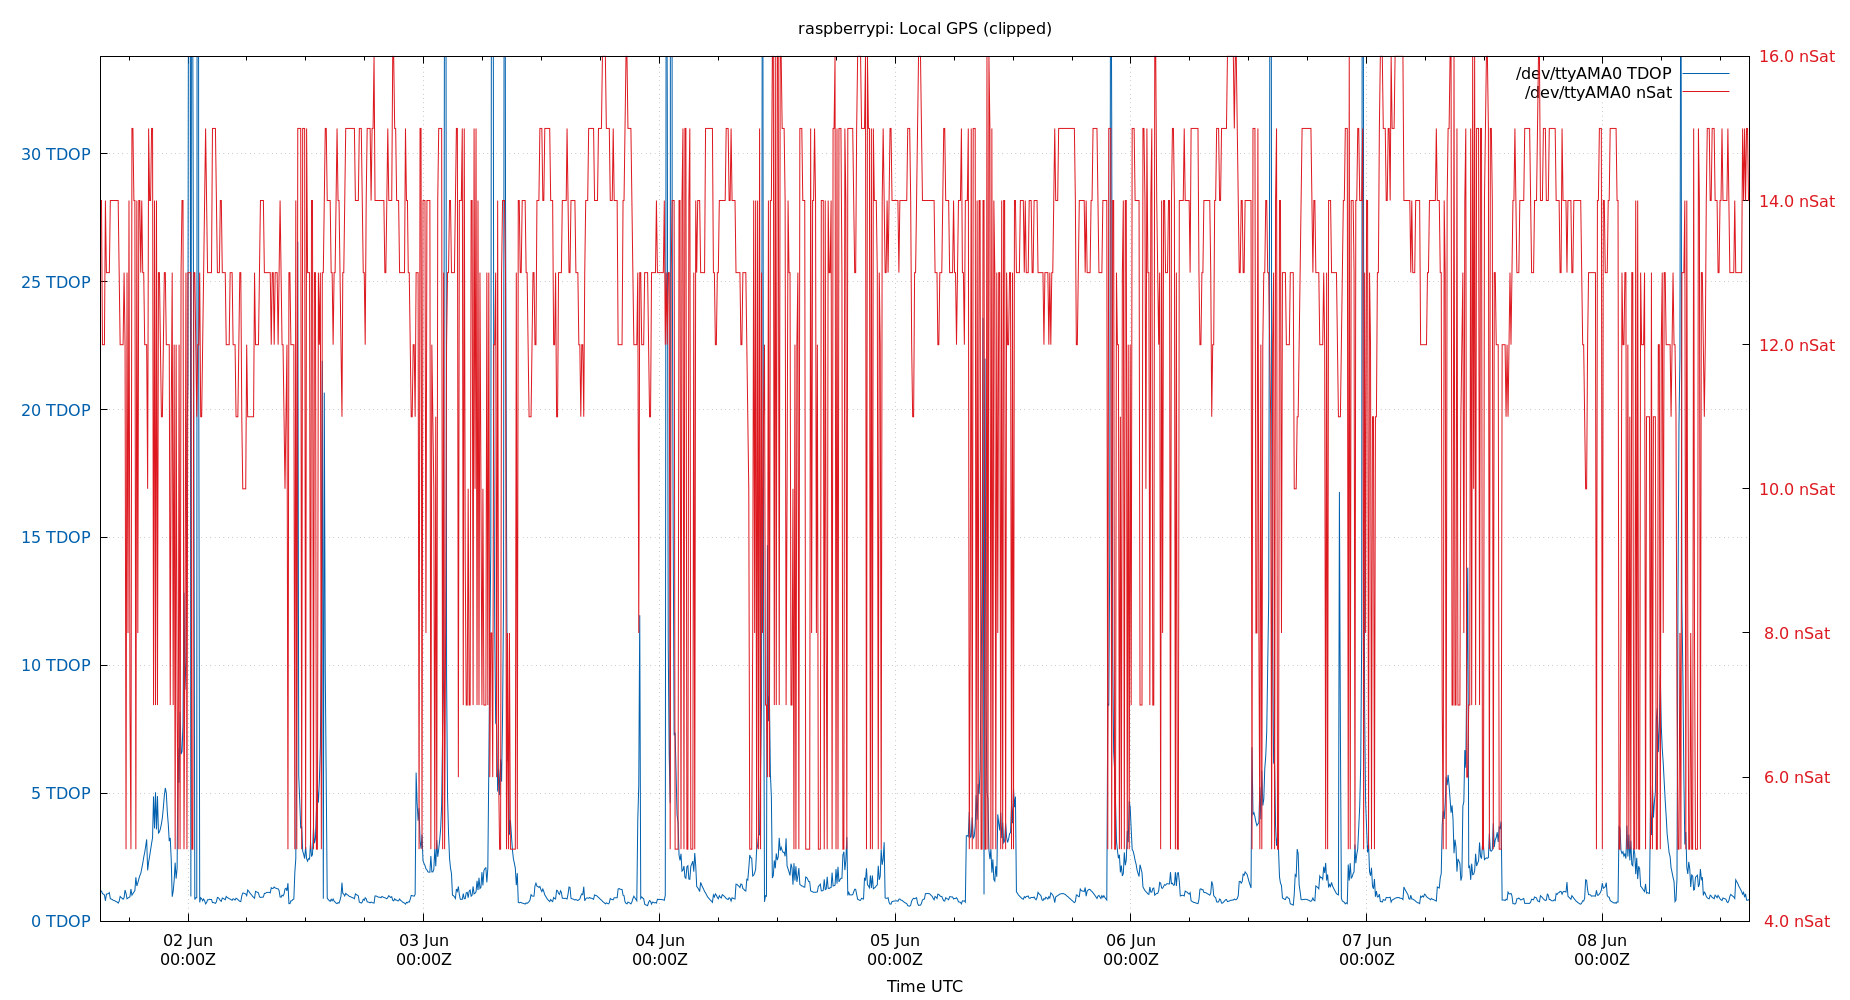 raspberrypi: Local GPS (clipped)
16.0 nSat
/dev/ttyAMA0 TDOP
/dev/ttyAMA0 nSat
30 TDOP
14.0 nSat
25 TDOP
12.0 nSat
20 TDOP
10.0 nSat
15 TDOP
8.0 nSat
10 TDOP
6.0 nSat
5 TDOP
0 TDOP
4.0 nSat
02 Jun 03 Jun 04 Jun 05 Jun 06 Jun 07 Jun 08 Jun
00:00Z 00:00Z 00:00Z 00:00Z 00:00Z 00:00Z 00:00Z
Time UTC